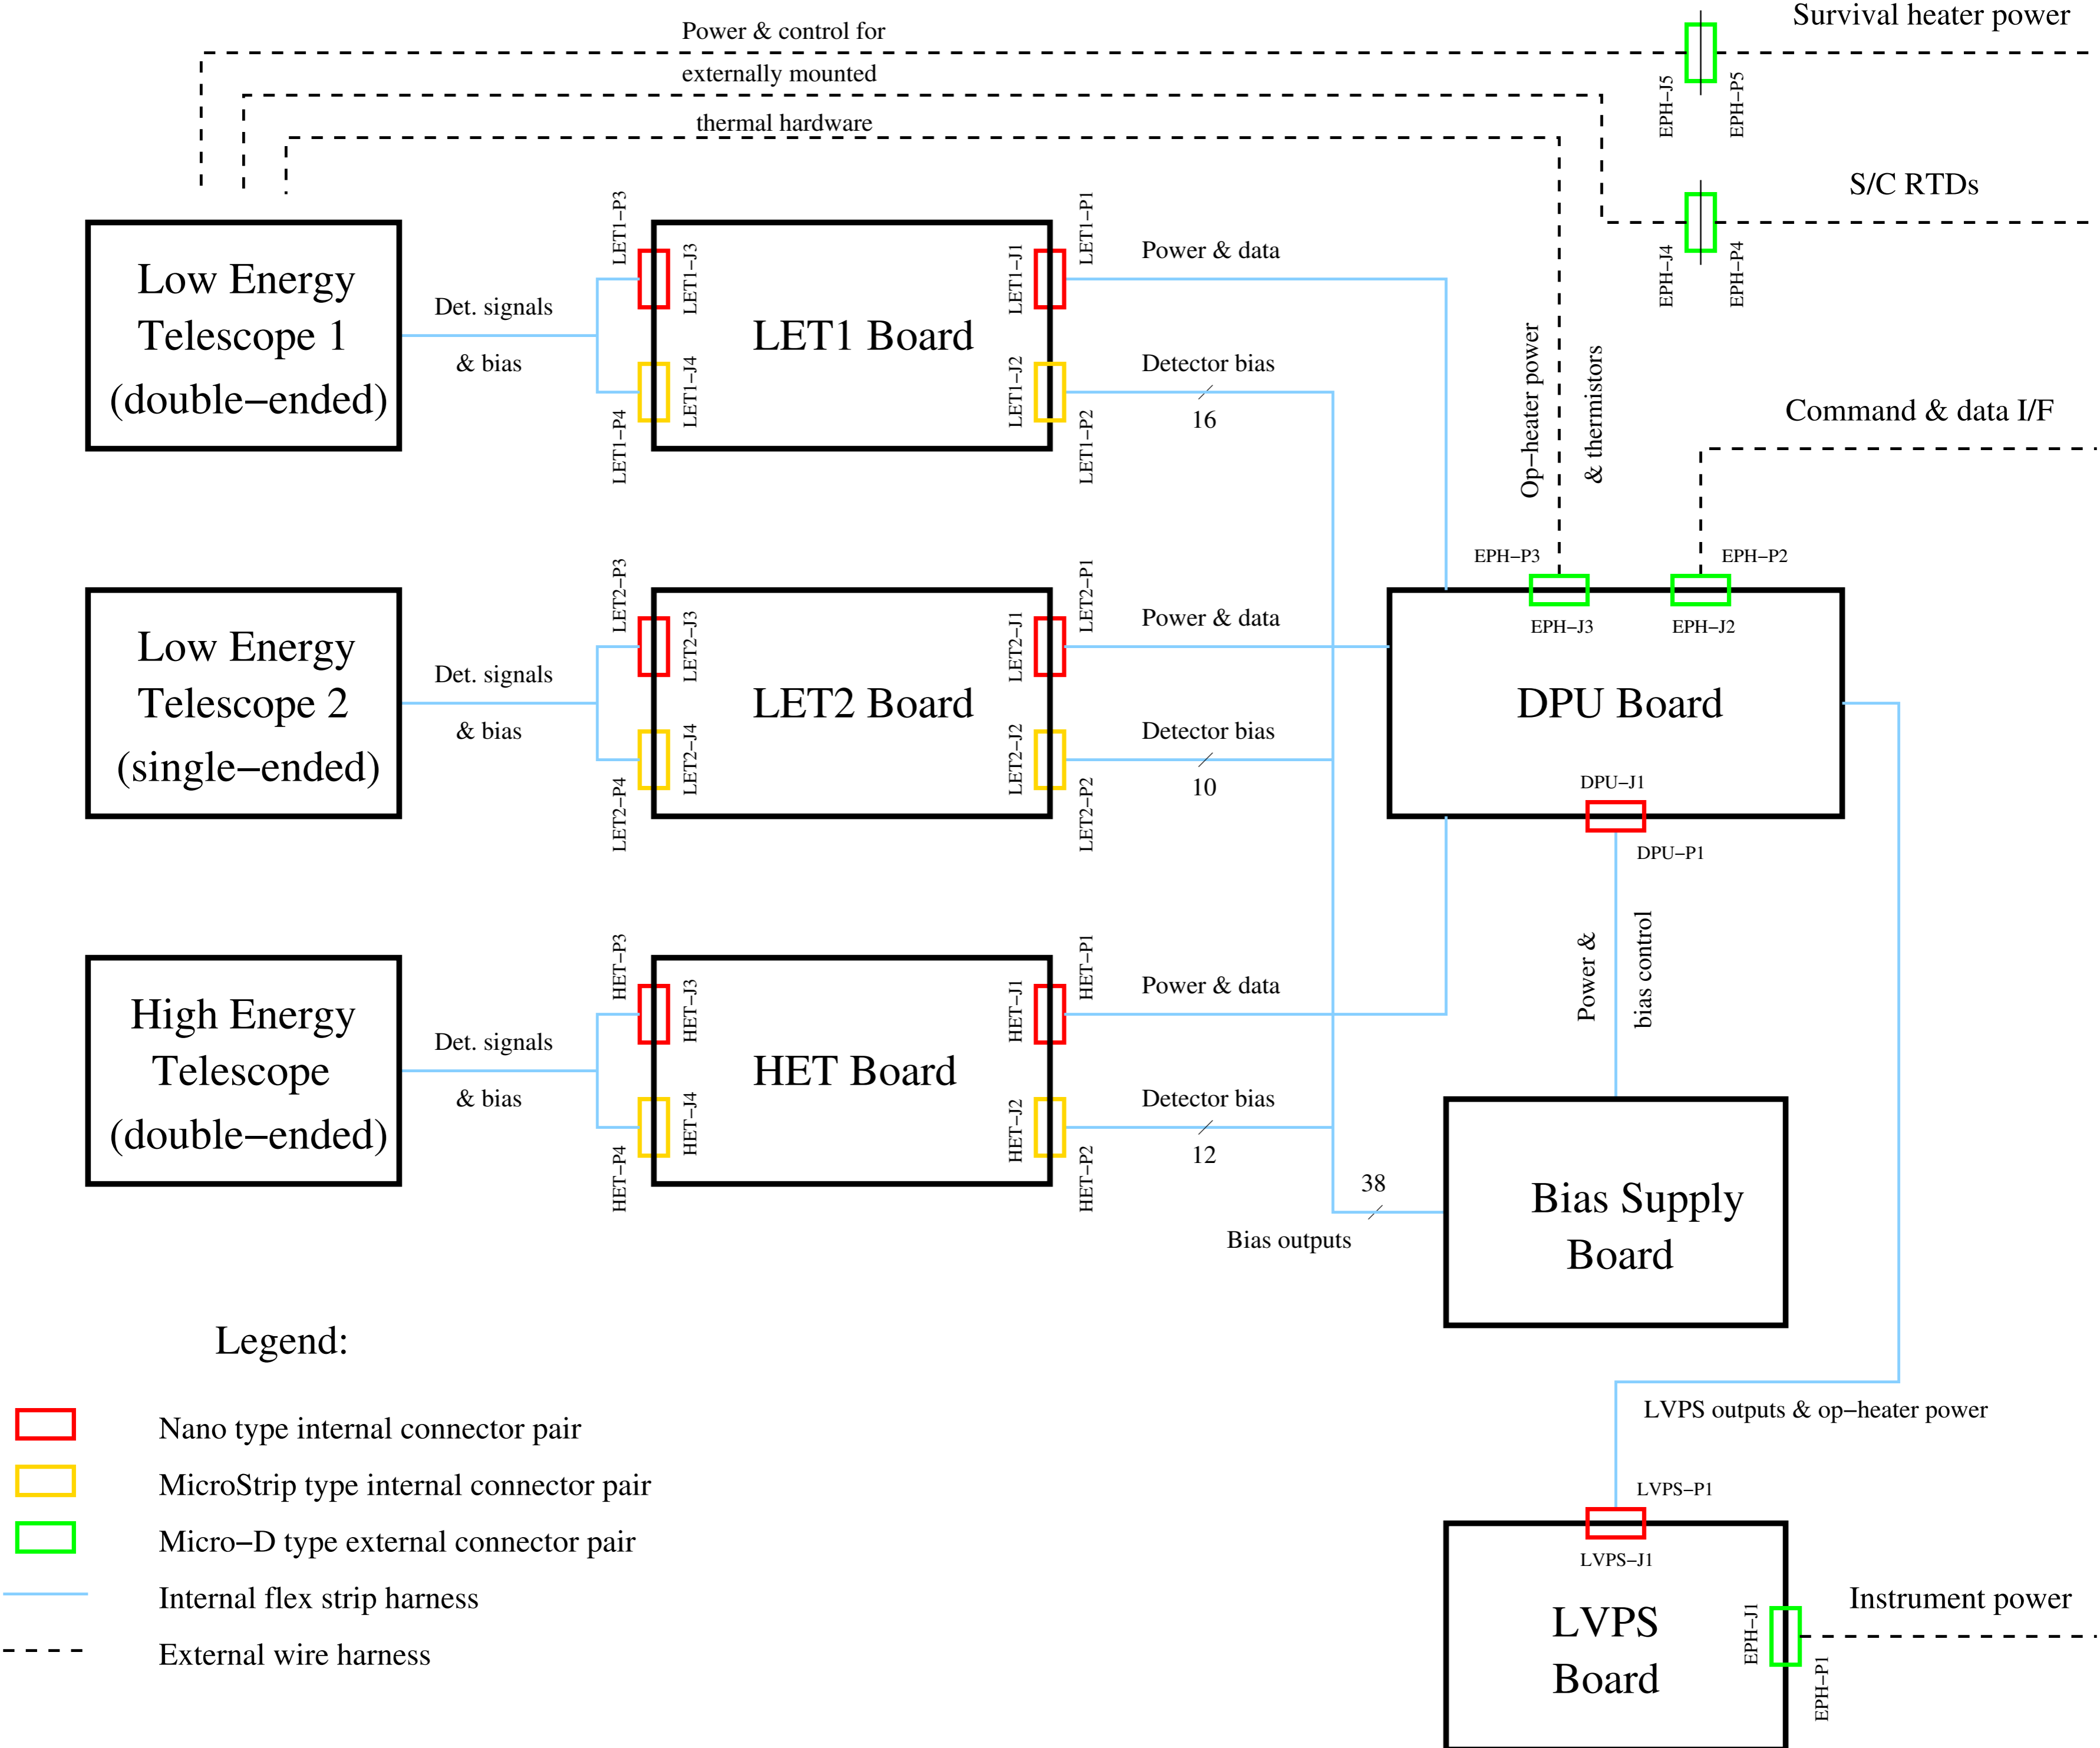 Survival heater power
Power & control for
externally mounted
thermal hardware
EPH−J5
EPH−P5
S/C RTDs
EPH−J4
EPH−P4
Low Energy
Telescope 1
(double−ended)
Det. signals
& bias
LET1−P3
LET1−J3
LET1−J4
LET1−P4
LET1 Board
LET1−J1
LET1−P1
LET1−J2
LET1−P2
Power & data
Detector bias
16
Op−heater power
& thermistors
Command & data I/F
Low Energy
Telescope 2
(single−ended)
Det. signals
& bias
LET2−P3
LET2−J3
LET2−J4
LET2−P4
LET2 Board
LET2−J1
LET2−P1
LET2−J2
LET2−P2
Power & data
Detector bias
10
EPH−P3
EPH−P2
EPH−J3
EPH−J2
DPU Board
DPU−J1
DPU−P1
High Energy
Telescope
(double−ended)
Det. signals
& bias
HET−P3
HET−J3
HET−J4
HET−P4
HET Board
HET−J1
HET−P1
HET−J2
HET−P2
Power & data
Detector bias
12
Power &
bias control
38
Bias outputs
Bias Supply
Board
LVPS outputs & op−heater power
LVPS−P1
LVPS−J1
LVPS
Board
EPH−J1
EPH−P1
Instrument power
Legend:
Nano type internal connector pair
MicroStrip type internal connector pair
Micro−D type external connector pair
Internal flex strip harness
External wire harness